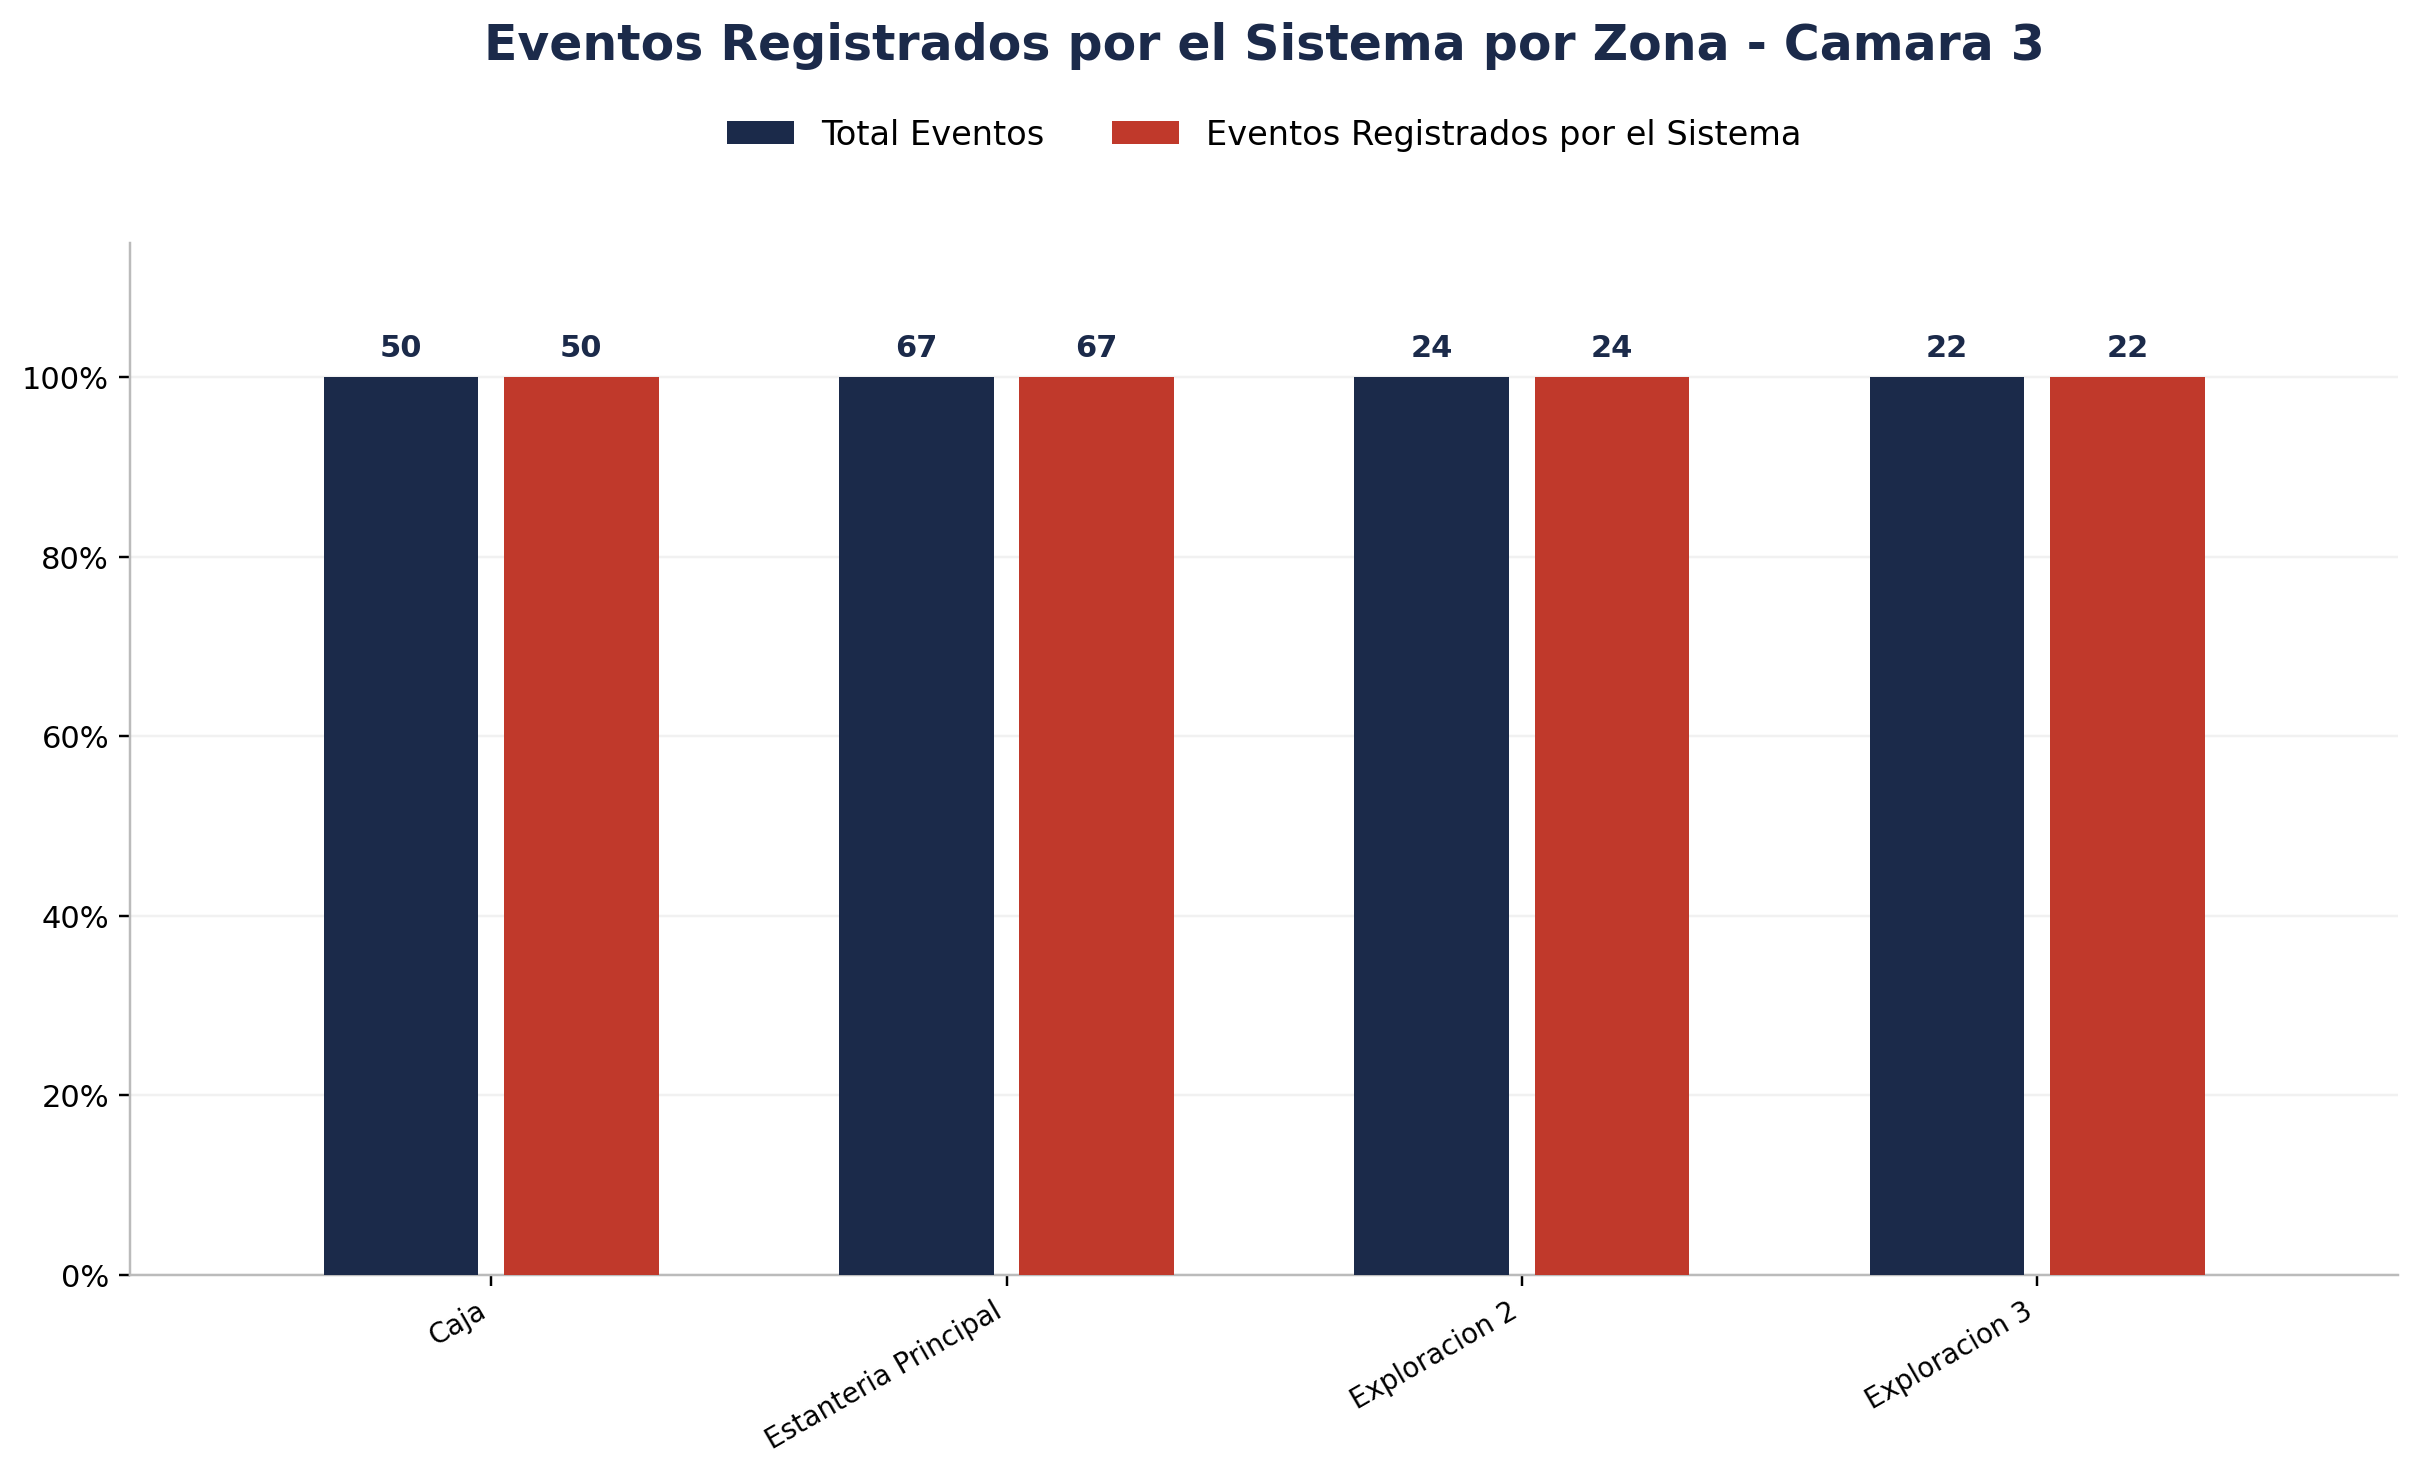 Eventos Registrados por el Sistema por Zona - Camara 3
Total Eventos
Eventos Registrados por el Sistema
50
50
67
67
24
24
22
22
100%
80%
60%
40%
20%
0%
Caja
Estanteria Principal
Exploracion 2
Exploracion 3